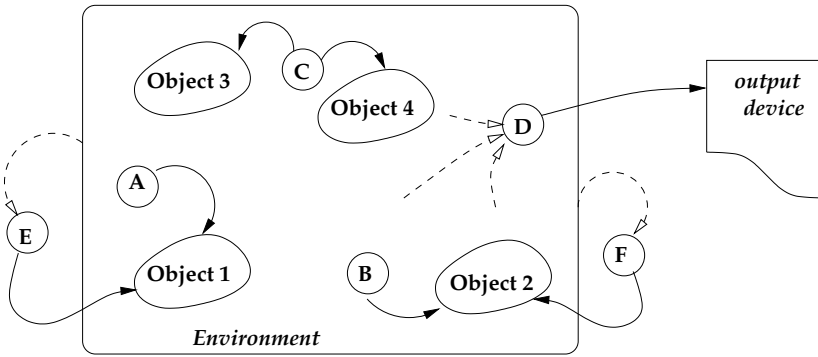 Object 3
C
Object 4
D
output
device
A
E
Object 1
B
Object 2
F
Environment